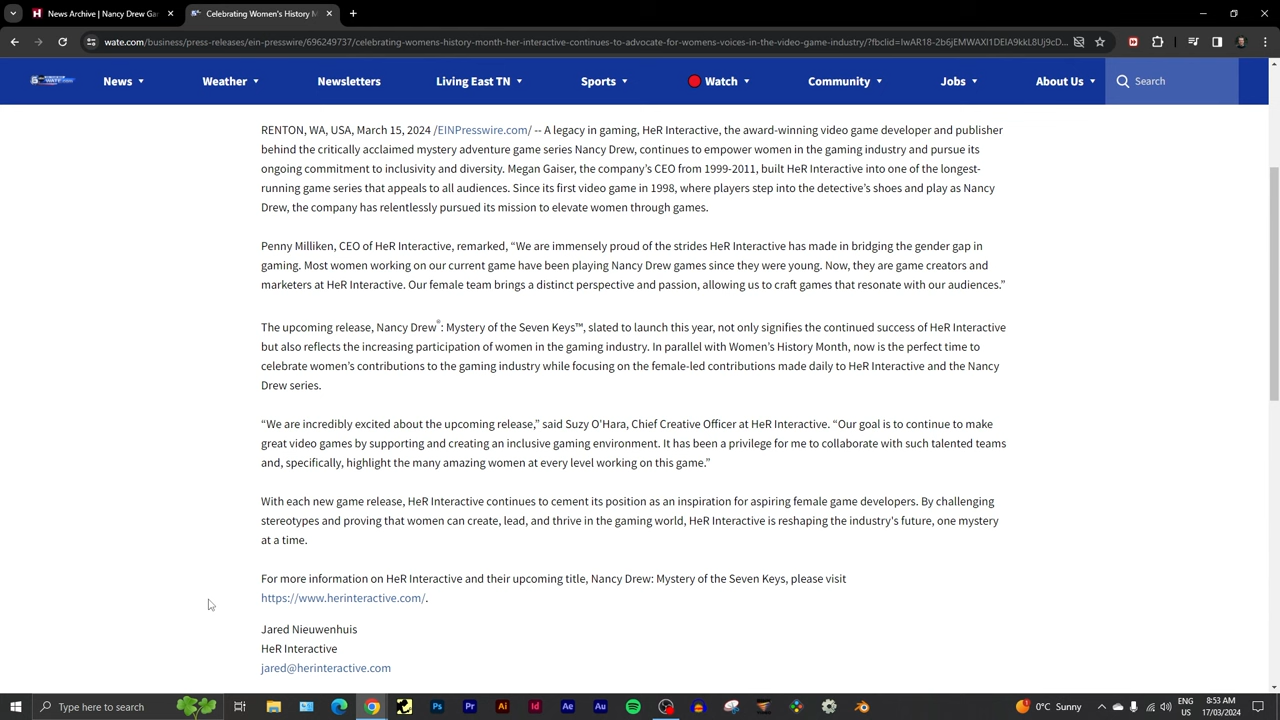 News Archive | Nancy Drew Ga
Celebrating Women's History M
wate.com/business/press-releases/ein-presswire/696249737/celebrating-womens-history-month-her-interactive-continues-to-advocate-for-womens-voices-in-the-video-game-industry/?fbclid=IwAR18-2b6jEMWAXl1DEIA9kkL8Uj9cD...
News
Weather
Newsletters
Living East TN
Sports
Watch
Community
Jobs
About Us
Search
RENTON, WA, USA, March 15, 2024 /EINPresswire.com/ -- A legacy in gaming, HeR Interactive, the award-winning video game developer and publisher
behind the critically acclaimed mystery adventure game series Nancy Drew, continues to empower women in the gaming industry and pursue its
ongoing commitment to inclusivity and diversity. Megan Gaiser, the company's CEO from 1999-2011, built HeR Interactive into one of the longest-
running game series that appeals to all audiences. Since its first video game in 1998, where players step into the detective's shoes and play as Nancy
Drew, the company has relentlessly pursued its mission to elevate women through games.
Penny Milliken, CEO of HeR Interactive, remarked, “We are immensely proud of the strides HeR Interactive has made in bridging the gender gap in
gaming. Most women working on our current game have been playing Nancy Drew games since they were young. Now, they are game creators and
marketers at HeR Interactive. Our female team brings a distinct perspective and passion, allowing us to craft games that resonate with our audiences.”
The upcoming release, Nancy Drew®: Mystery of the Seven Keys™, slated to launch this year, not only signifies the continued success of HeR Interactive
but also reflects the increasing participation of women in the gaming industry. In parallel with Women's History Month, now is the perfect time to
celebrate women's contributions to the gaming industry while focusing on the female-led contributions made daily to HeR Interactive and the Nancy
Drew series.
“We are incredibly excited about the upcoming release,” said Suzy O'Hara, Chief Creative Officer at HeR Interactive. “Our goal is to continue to make
great video games by supporting and creating an inclusive gaming environment. It has been a privilege for me to collaborate with such talented teams
and, specifically, highlight the many amazing women at every level working on this game.”
With each new game release, HeR Interactive continues to cement its position as an inspiration for aspiring female game developers. By challenging
stereotypes and proving that women can create, lead, and thrive in the gaming world, HeR Interactive is reshaping the industry's future, one mystery
at a time.
For more information on HeR Interactive and their upcoming title, Nancy Drew: Mystery of the Seven Keys, please visit
https://www.herinteractive.com/.
Jared Nieuwenhuis
HeR Interactive
jared@herinteractive.com
Type here to search
Ps
Pr
Ai
Id
Ae
Au
0°C Sunny
ENG
US
8:53 AM
17/03/2024